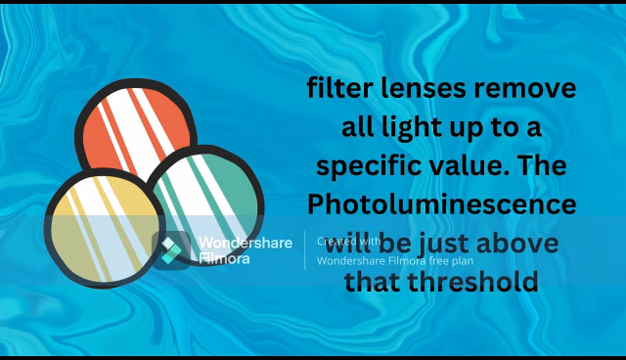 filter lenses remove
all light up to a
specific value. The
Photoluminescence
will be just above
that threshold
Wondershare
Filmora
Created with
Wondershare Filmora free plan